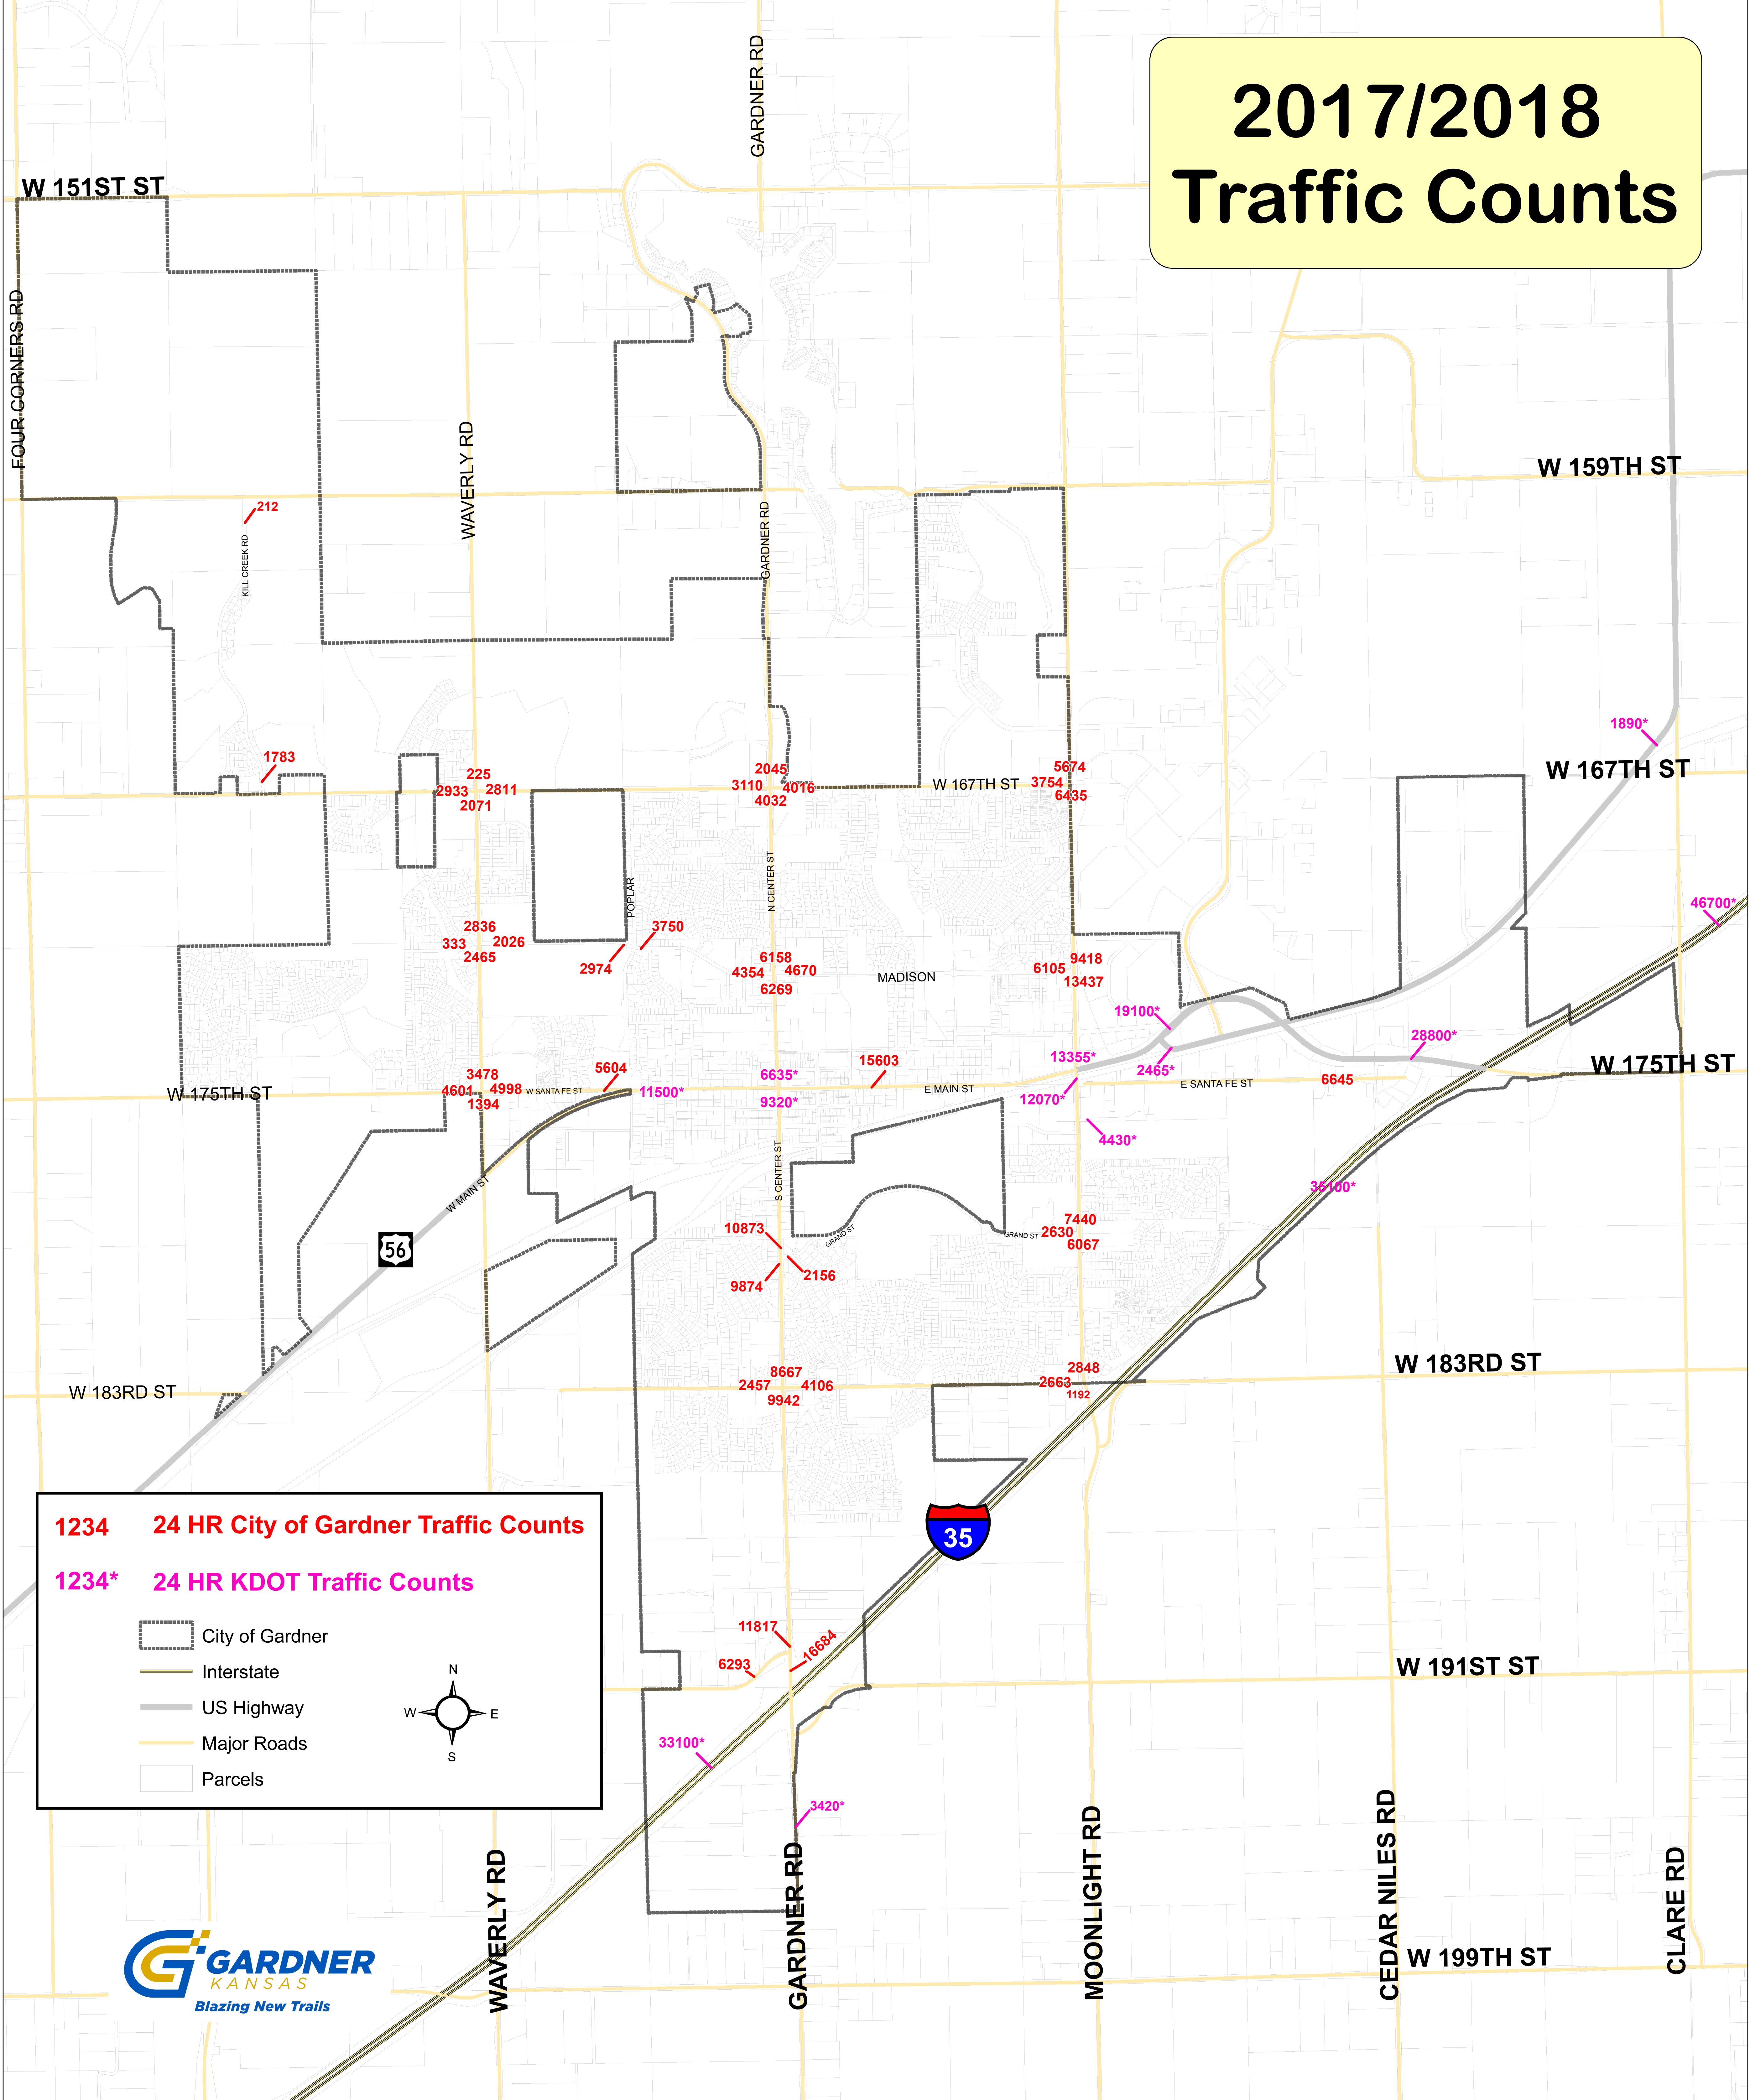 2017/2018
Traffic Counts
GARDNER RD
W 151ST ST
FOUR CORNERS RD
WAVERLY RD
W 159TH ST
212
KILL CREEK RD
GARDNER RD
1890*
1783
225
2933
2811
2071
2045
3110
4016
4032
W 167TH ST
5674
3754
6435
W 167TH ST
N CENTER ST
POPLAR
46700*
2836
333
2026
2465
3750
2974
6158
4354
4670
6269
MADISON
9418
6105
13437
19100*
28800*
13355*
2465*
3478
4601
4998
1394
W 175TH ST
5604
W SANTA FE ST
11500*
6635*
9320*
15603
E MAIN ST
12070*
E SANTA FE ST
6645
W 175TH ST
4430*
S CENTER ST
W MAIN ST
35100*
56
10873
GRAND ST
GRAND ST
7440
2630
6067
9874
2156
W 183RD ST
8667
2457
4106
9942
2848
2663
1192
W 183RD ST
35
1234
24 HR City of Gardner Traffic Counts
1234*
24 HR KDOT Traffic Counts
City of Gardner
Interstate
US Highway
Major Roads
Parcels
N
W
E
S
11817
16684
6293
W 191ST ST
33100*
3420*
WAVERLY RD
GARDNER RD
MOONLIGHT RD
CEDAR NILES RD
CLARE RD
W 199TH ST
G GARDNER
KANSAS
Blazing New Trails